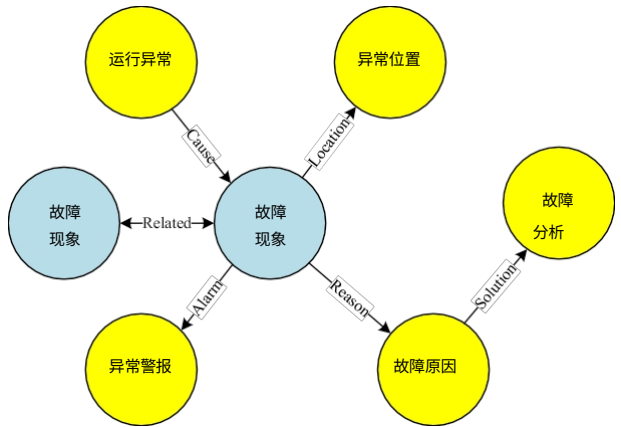 运行异常
异常位置
Cause
Location
故障
现象
Related
故障
现象
故障
分析
Alarm
Reason
Solution
异常警报
故障原因